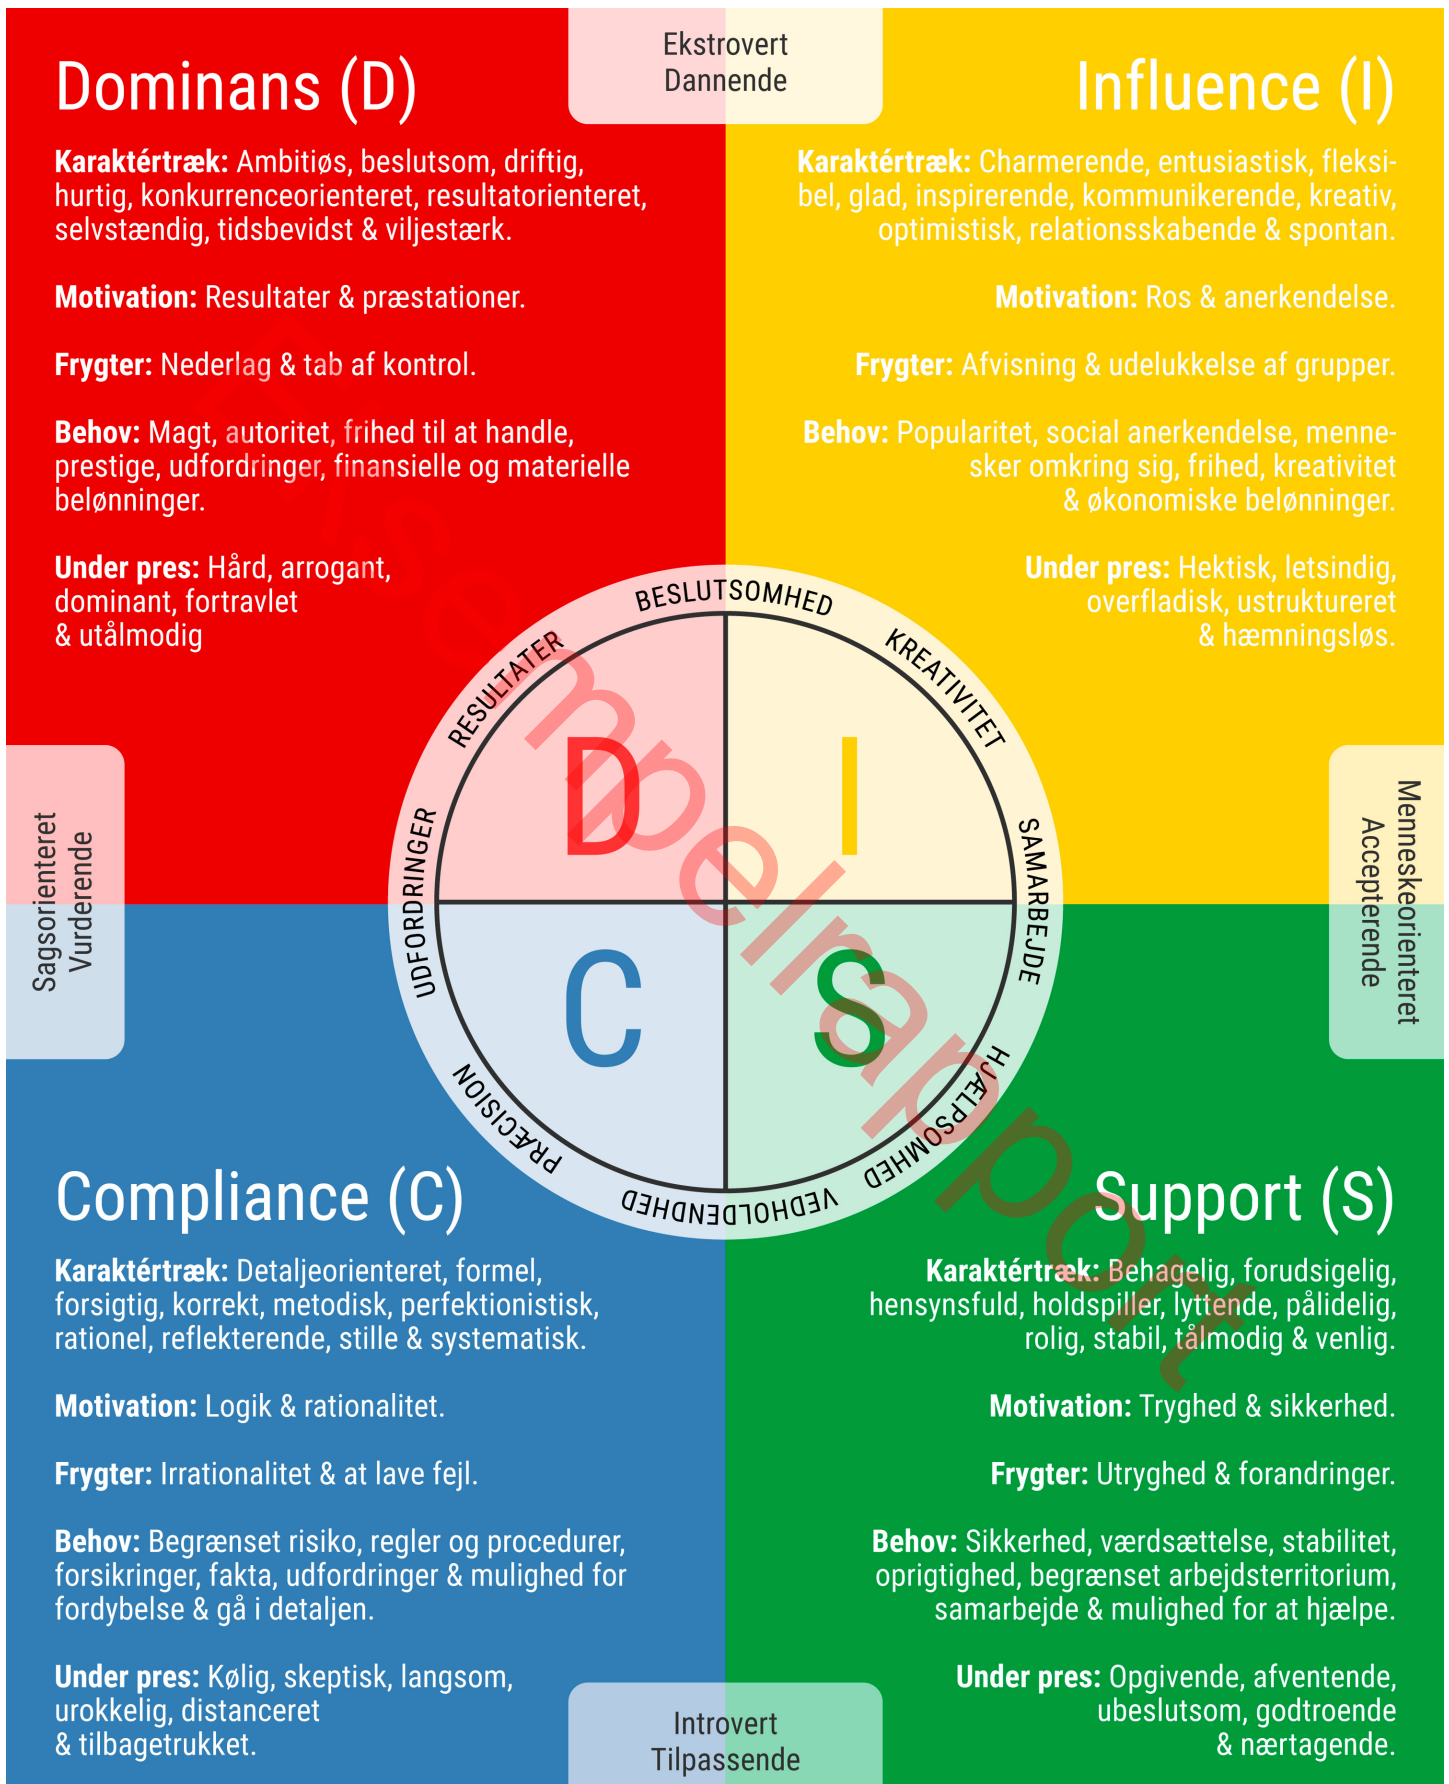 Ekstrovert
Dannende
Dominans (D)
Karaktértræk: Ambitiøs, beslutsom, driftig,
hurtig, konkurrenceorienteret, resultatorienteret,
selvstændig, tidsbevidst & viljestærk.
Motivation: Resultater & præstationer.
Frygter: Nederlag & tab af kontrol.
Behov: Magt, autoritet, frihed til at handle,
prestige, udfordringer, finansielle og materielle
belønninger.
Under pres: Hård, arrogant,
dominant, fortravlet
& utålmodig
Influence (I)
Karaktértræk: Charmerende, entusiastisk, fleksi-
bel, glad, inspirerende, kommunikerende, kreativ,
optimistisk, relationsskabende & spontan.
Motivation: Ros & anerkendelse.
Frygter: Afvisning & udelukkelse af grupper.
Behov: Popularitet, social anerkendelse, menne-
sker omkring sig, frihed, kreativitet
& økonomiske belønninger.
Under pres: Hektisk, letsindig,
overfladisk, ustruktureret
& hæmningsløs.
BESLUTSOMHED
KREATIVITET
SAMARBEJDE
HJÆLPSOMHED
VEDHOLDENDHED
PRÆCISION
UDFORDRINGER
RESULTATER
D
I
C
S
Eksempelrapport
Sagsorienteret
Vurderende
Menneskeorienteret
Accepterende
Compliance (C)
Karaktértræk: Detaljeorienteret, formel,
forsigtig, korrekt, metodisk, perfektionistisk,
rationel, reflekterende, stille & systematisk.
Motivation: Logik & rationalitet.
Frygter: Irrationalitet & at lave fejl.
Behov: Begrænset risiko, regler og procedurer,
forsikringer, fakta, udfordringer & mulighed for
fordybelse & gå i detaljen.
Under pres: Kølig, skeptisk, langsom,
urokkelig, distanceret
& tilbagetrukket.
Support (S)
Karaktértræk: Behagelig, forudsigelig,
hensynsfuld, holdspiller, lyttende, pålidelig,
rolig, stabil, tålmodig & venlig.
Motivation: Tryghed & sikkerhed.
Frygter: Utryghed & forandringer.
Behov: Sikkerhed, værdsættelse, stabilitet,
oprigtighed, begrænset arbejdsterritorium,
samarbejde & mulighed for at hjælpe.
Under pres: Opgivende, afventende,
ubeslutsom, godtroende
& nærtagende.
Introvert
Tilpassende